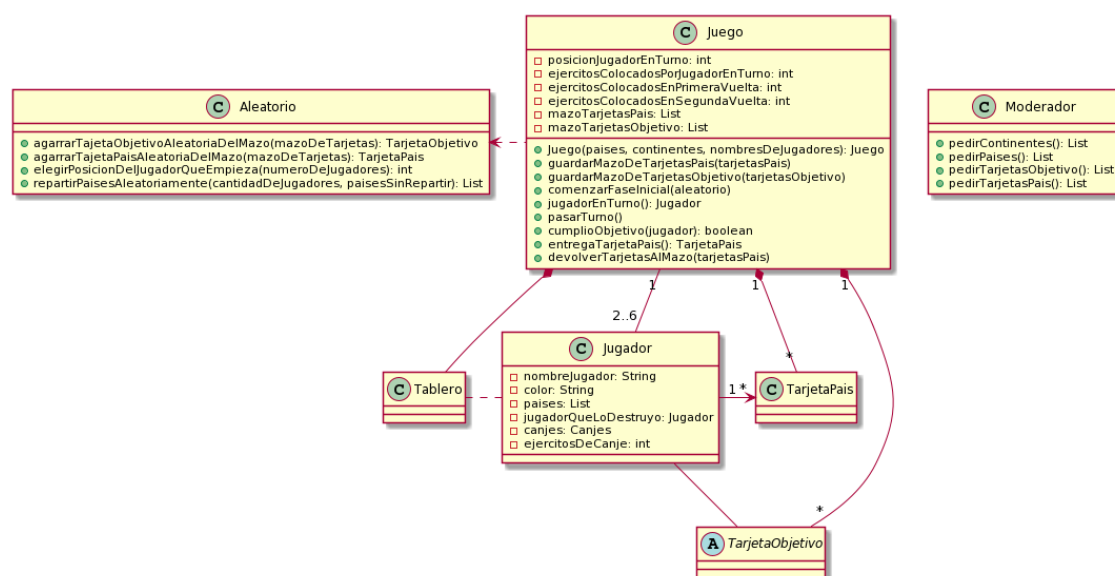 C Juego
posicionJugadorEnTurno: int
ejercitosColocadosPorJugadorEnTurno: int
ejercitosColocadosEnPrimeraVuelta: int
ejercitosColocadosEnSegundaVuelta: int
mazoTarjetasPais: List
mazoTarjetasObjetivo: List
Juego(paises, continentes, nombresDeJugadores): Juego
guardarMazoDeTarjetasPais(tarjetasPais)
guardarMazoDeTarjetasObjetivo(tarjetasObjetivo)
comenzarFaseInicial(aleatorio)
jugadorEnTurno(): Jugador
pasarTurno()
cumplioObjetivo(jugador): boolean
entregaTarjetaPais(): TarjetaPais
devolverTarjetasAlMazo(tarjetasPais)
C Aleatorio
agarrarTajetaObjetivoAleatoriaDelMazo(mazoDeTarjetas): TarjetaObjetivo
agarrarTajetaPaisAleatoriaDelMazo(mazoDeTarjetas): TarjetaPais
elegirPosicionDelJugadorQueEmpieza(numeroDeJugadores): int
repartirPaisesAleatoriamente(cantidadDeJugadores, paisesSinRepartir): List
C Moderador
pedirContinentes(): List
pedirPaises(): List
pedirTarjetasObjetivo(): List
pedirTarjetasPais(): List
1
1
1
2..6
C Jugador
nombreJugador: String
color: String
paises: List
jugadorQueLoDestruyo: Jugador
canjes: Canjes
ejercitosDeCanje: int
*
C Tablero
1 *
C TarjetaPais
*
A TarjetaObjetivo